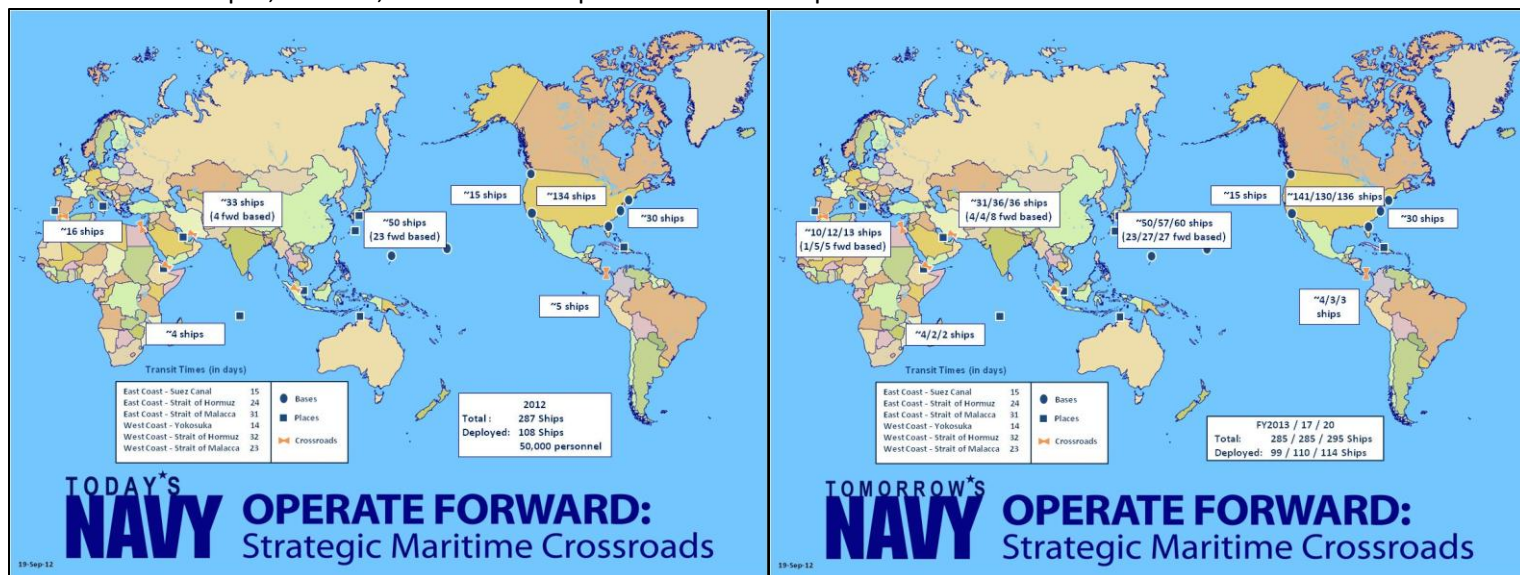 ~15 ships
~134 ships
~33 ships
(4 fwd based)
~50 ships
(23 fwd based)
~30 ships
~16 ships
~5 ships
~4 ships
Transit Times (in days)
East Coast - Suez Canal 15
East Coast - Strait of Hormuz 24
East Coast - Strait of Malacca 31
West Coast - Yokosuka 14
West Coast - Strait of Hormuz 32
West Coast - Strait of Malacca 23
Bases
Places
Crossroads
2012
Total : 287 Ships
Deployed: 108 Ships
50,000 personnel
TODAY'S
NAVY
OPERATE FORWARD:
Strategic Maritime Crossroads
19-Sep-12
~15 ships
~141/130/136 ships
~31/36/36 ships
(4/4/8 fwd based)
~50/57/60 ships
(23/27/27 fwd based)
~30 ships
~10/12/13 ships
(1/5/5 fwd based)
~4/3/3
ships
~4/2/2 ships
Transit Times (in days)
East Coast - Suez Canal 15
East Coast - Strait of Hormuz 24
East Coast - Strait of Malacca 31
West Coast - Yokosuka 14
West Coast - Strait of Hormuz 32
West Coast - Strait of Malacca 23
Bases
Places
Crossroads
FY2013 / 17 / 20
Total: 285 / 285 / 295 Ships
Deployed: 99 / 110 / 114 Ships
TOMORROW'S
NAVY
OPERATE FORWARD:
Strategic Maritime Crossroads
19-Sep-12